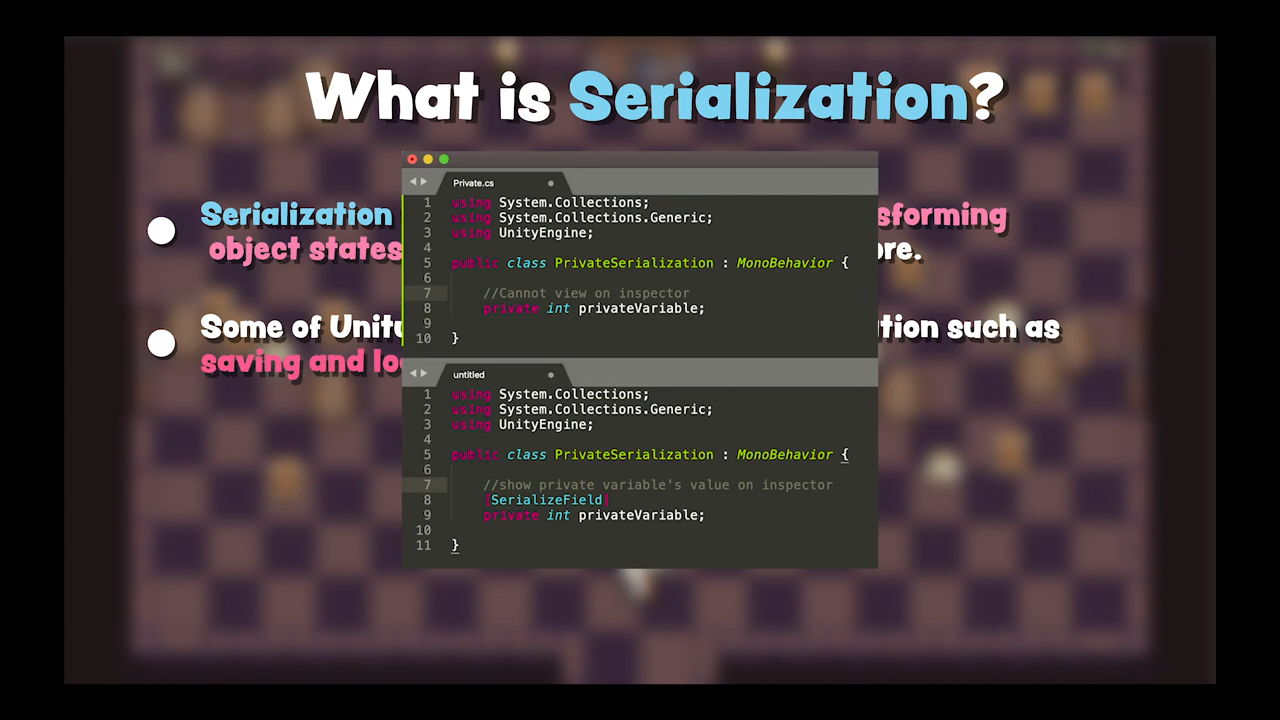 What is Serialization?
Serialization
sforming
object states
ore.
Some of Unity
tion such as
saving and lo
Private.cs
1 using System.Collections;
2 using System.Collections.Generic;
3 using UnityEngine;
4
5 public class PrivateSerialization : MonoBehavior {
6
7 //Cannot view on inspector
8 private int privateVariable;
9
10 }
untitled
1 using System.Collections;
2 using System.Collections.Generic;
3 using UnityEngine;
4
5 public class PrivateSerialization : MonoBehavior {
6
7 //show private variable's value on inspector
8 [SerializeField]
9 private int privateVariable;
10
11 }